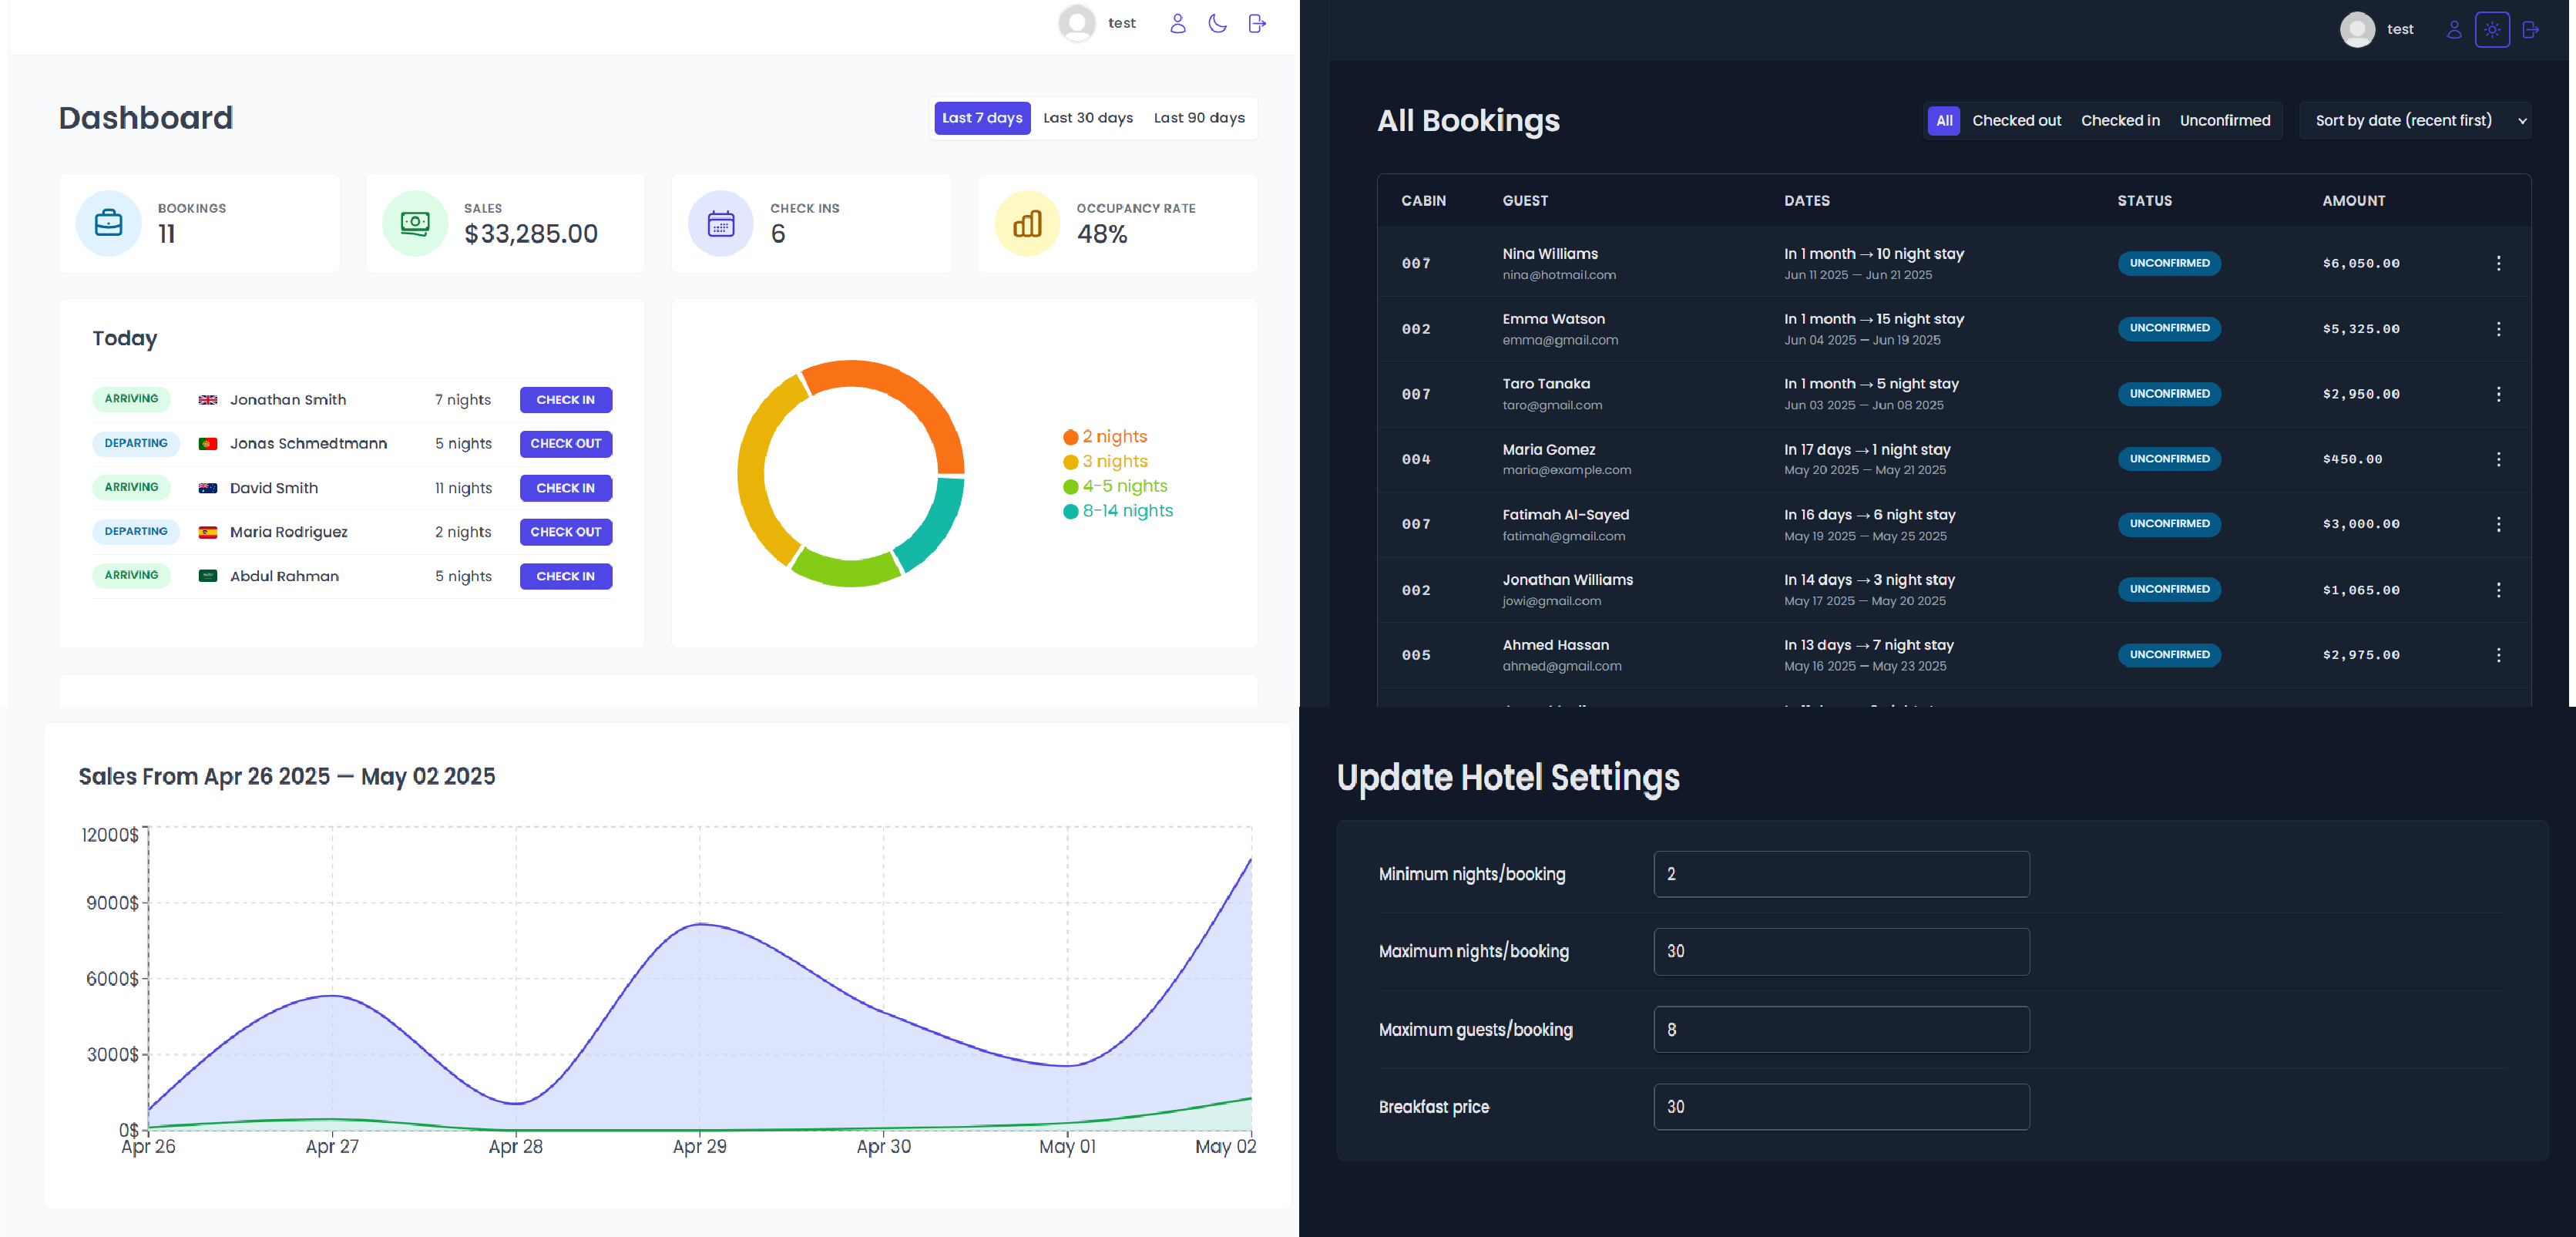 test
Dashboard
Last 7 days Last 30 days Last 90 days
BOOKINGS
11
SALES
$33,285.00
CHECK INS
6
OCCUPANCY RATE
48%
Today
ARRIVING Jonathan Smith 7 nights CHECK IN
DEPARTING Jonas Schmedtmann 5 nights CHECK OUT
ARRIVING David Smith 11 nights CHECK IN
DEPARTING Maria Rodriguez 2 nights CHECK OUT
ARRIVING Abdul Rahman 5 nights CHECK IN
2 nights
3 nights
4-5 nights
8-14 nights
test
All Bookings
All Checked out Checked in Unconfirmed Sort by date (recent first)
CABIN GUEST DATES STATUS AMOUNT
007 Nina Williams In 1 month → 10 night stay UNCONFIRMED $6,050.00
nina@hotmail.com Jun 11 2025 — Jun 21 2025
002 Emma Watson In 1 month → 15 night stay UNCONFIRMED $5,325.00
emma@gmail.com Jun 04 2025 — Jun 19 2025
007 Taro Tanaka In 1 month → 5 night stay UNCONFIRMED $2,950.00
taro@gmail.com Jun 03 2025 — Jun 08 2025
004 Maria Gomez In 17 days → 1 night stay UNCONFIRMED $450.00
maria@example.com May 20 2025 — May 21 2025
007 Fatimah Al-Sayed In 16 days → 6 night stay UNCONFIRMED $3,000.00
fatimah@gmail.com May 19 2025 — May 25 2025
002 Jonathan Williams In 14 days → 3 night stay UNCONFIRMED $1,065.00
jowi@gmail.com May 17 2025 — May 20 2025
005 Ahmed Hassan In 13 days → 7 night stay UNCONFIRMED $2,975.00
ahmed@gmail.com May 16 2025 — May 23 2025
Sales From Apr 26 2025 — May 02 2025
12000$
9000$
6000$
3000$
0$
Apr 26 Apr 27 Apr 28 Apr 29 Apr 30 May 01 May 02
Update Hotel Settings
Minimum nights/booking 2
Maximum nights/booking 30
Maximum guests/booking 8
Breakfast price 30